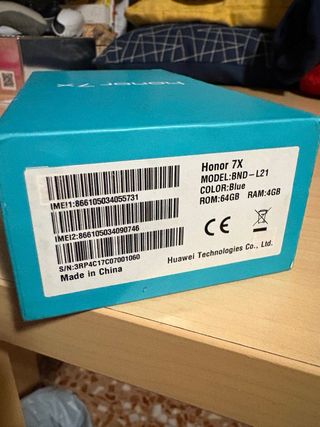 honor 7x
Honor 7X
MODEL:BND-L21
COLOR:Blue
ROM:64GB RAM:4GB
IMEI1:866105034055731
IMEI2:866105034090746
S/N:3RP4C17C07001060
Made in China
CE
Huawei Technologies Co., Ltd.